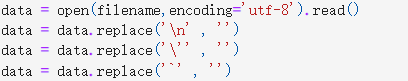 data = open(filename,encoding='utf-8').read()
data = data.replace('\n' , '')
data = data.replace('\'' , '')
data = data.replace('`' , '')